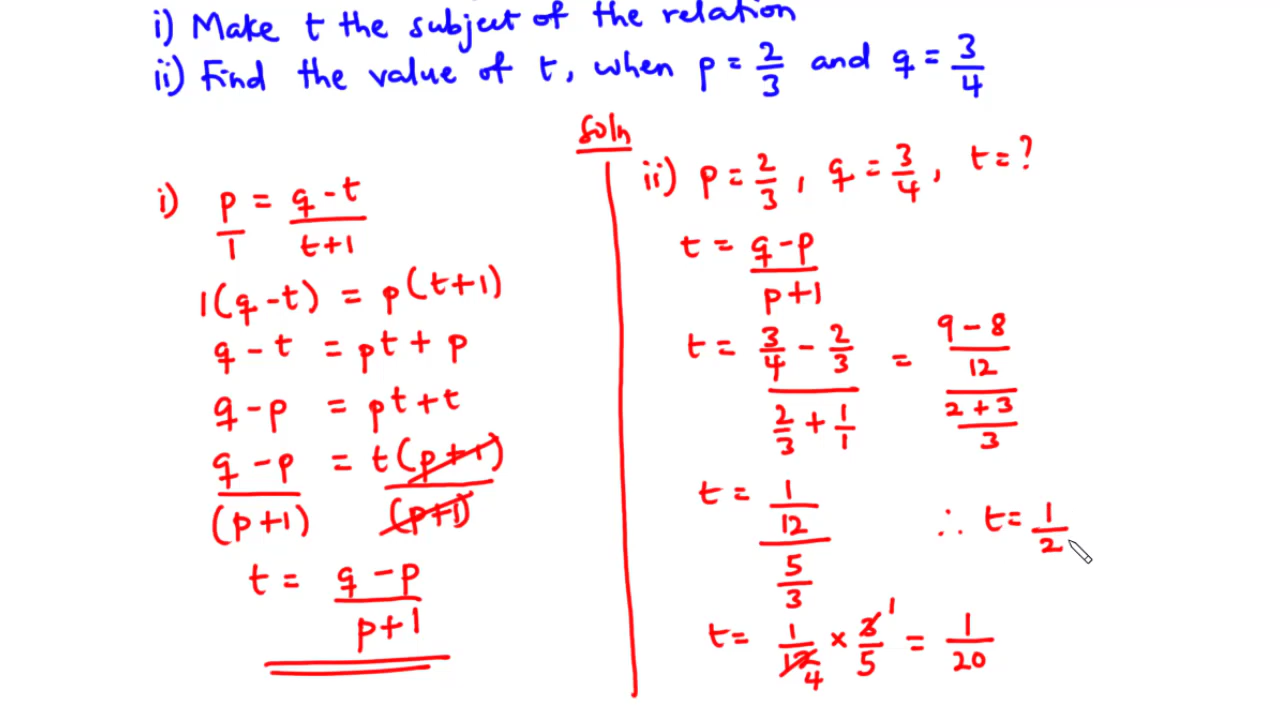 i) Make t the subject of the relation
ii) Find the value of t, when p = 2/3 and q = 3/4
Soln
i) p/1 = (q - t)/(t+1)
1(q - t) = p(t+1)
q - t = pt + p
q - p = pt + t
(q - p)/(p+1) = t(p+1)/(p+1)
t = (q - p)/(p+1)
ii) p = 2/3, q = 3/4, t = ?
t = (q - p)/(p+1)
t = (3/4 - 2/3)/(2/3 + 1/1) = ((9 - 8)/12)/((2 + 3)/3)
t = (1/12)/(5/3)
t = 1/12 4 × 3/5 1 = 1/20
∴ t = 1/2